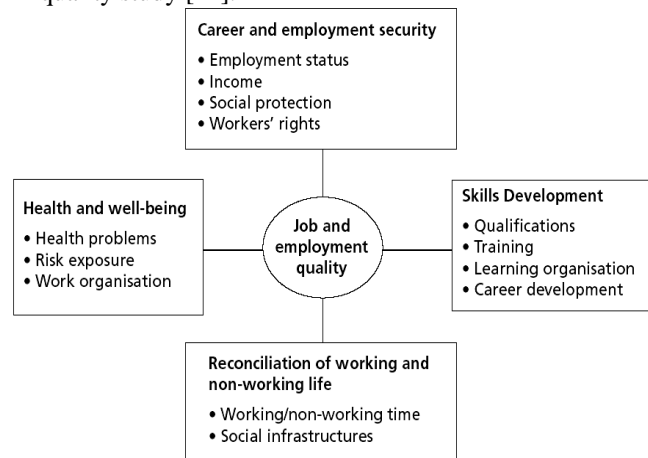 Career and employment security
• Employment status
• Income
• Social protection
• Workers' rights
Health and well-being
• Health problems
• Risk exposure
• Work organisation
Job and
employment
quality
Skills Development
• Qualifications
• Training
• Learning organisation
• Career development
Reconciliation of working and
non-working life
• Working/non-working time
• Social infrastructures